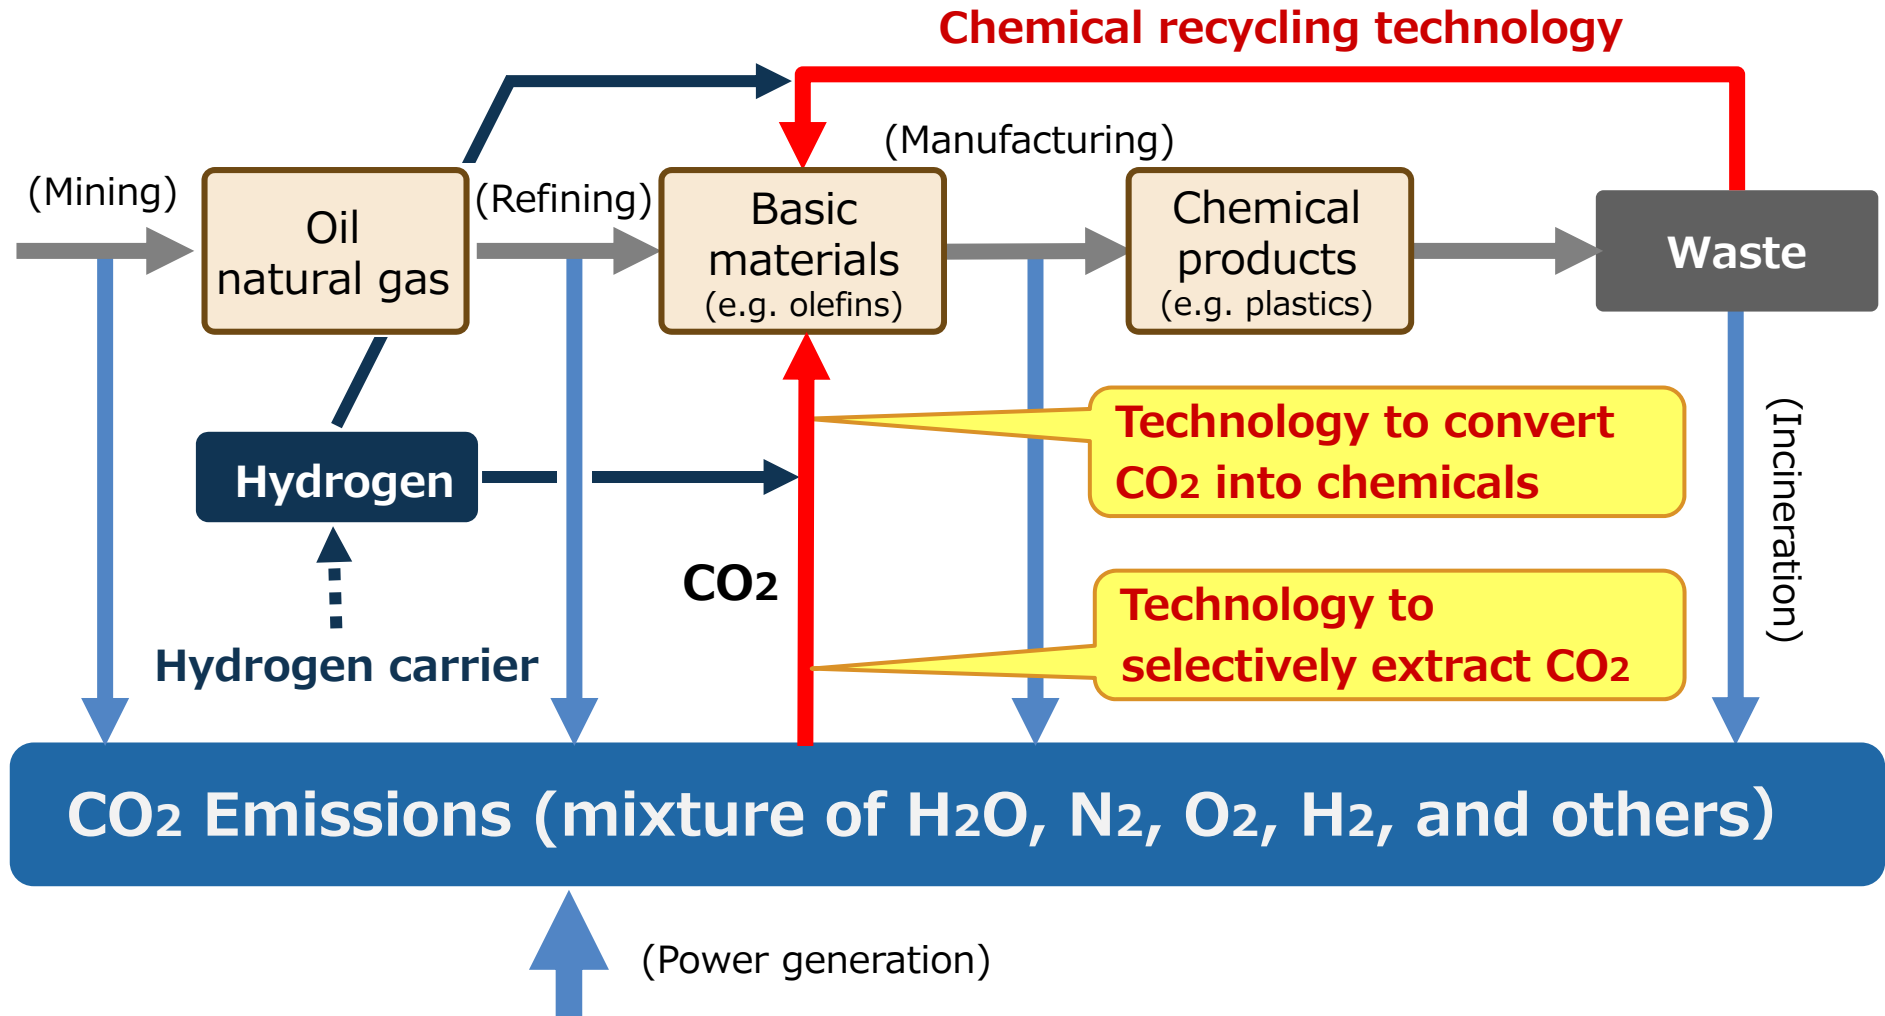 Chemical recycling technology
(Manufacturing)
(Mining)
Oil
natural gas
(Refining)
Basic
materials
(e.g. olefins)
Chemical
products
(e.g. plastics)
Waste
Technology to convert
CO2 into chemicals
(Incineration)
Hydrogen
CO2
Technology to
selectively extract CO2
Hydrogen carrier
CO2 Emissions (mixture of H2O, N2, O2, H2, and others)
(Power generation)